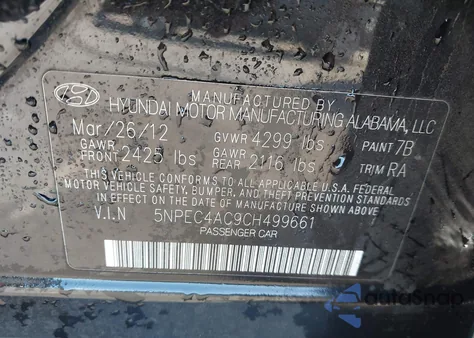 MANUFACTURED BY
HYUNDAI MOTOR MANUFACTURING ALABAMA, LLC
Mar/26/12 GVWR 4299 lbs PAINT 7B
GAWR FRONT 2425 lbs GAWR REAR 2116 lbs TRIM RA
THIS VEHICLE CONFORMS TO ALL APPLICABLE U.S.A. FEDERAL
MOTOR VEHICLE SAFETY, BUMPER, AND THEFT PREVENTION STANDARDS
IN EFFECT ON THE DATE OF MANUFACTURE SHOWN ABOVE.
V.I.N 5NPEC4AC9CH499661
PASSENGER CAR
autoSnap